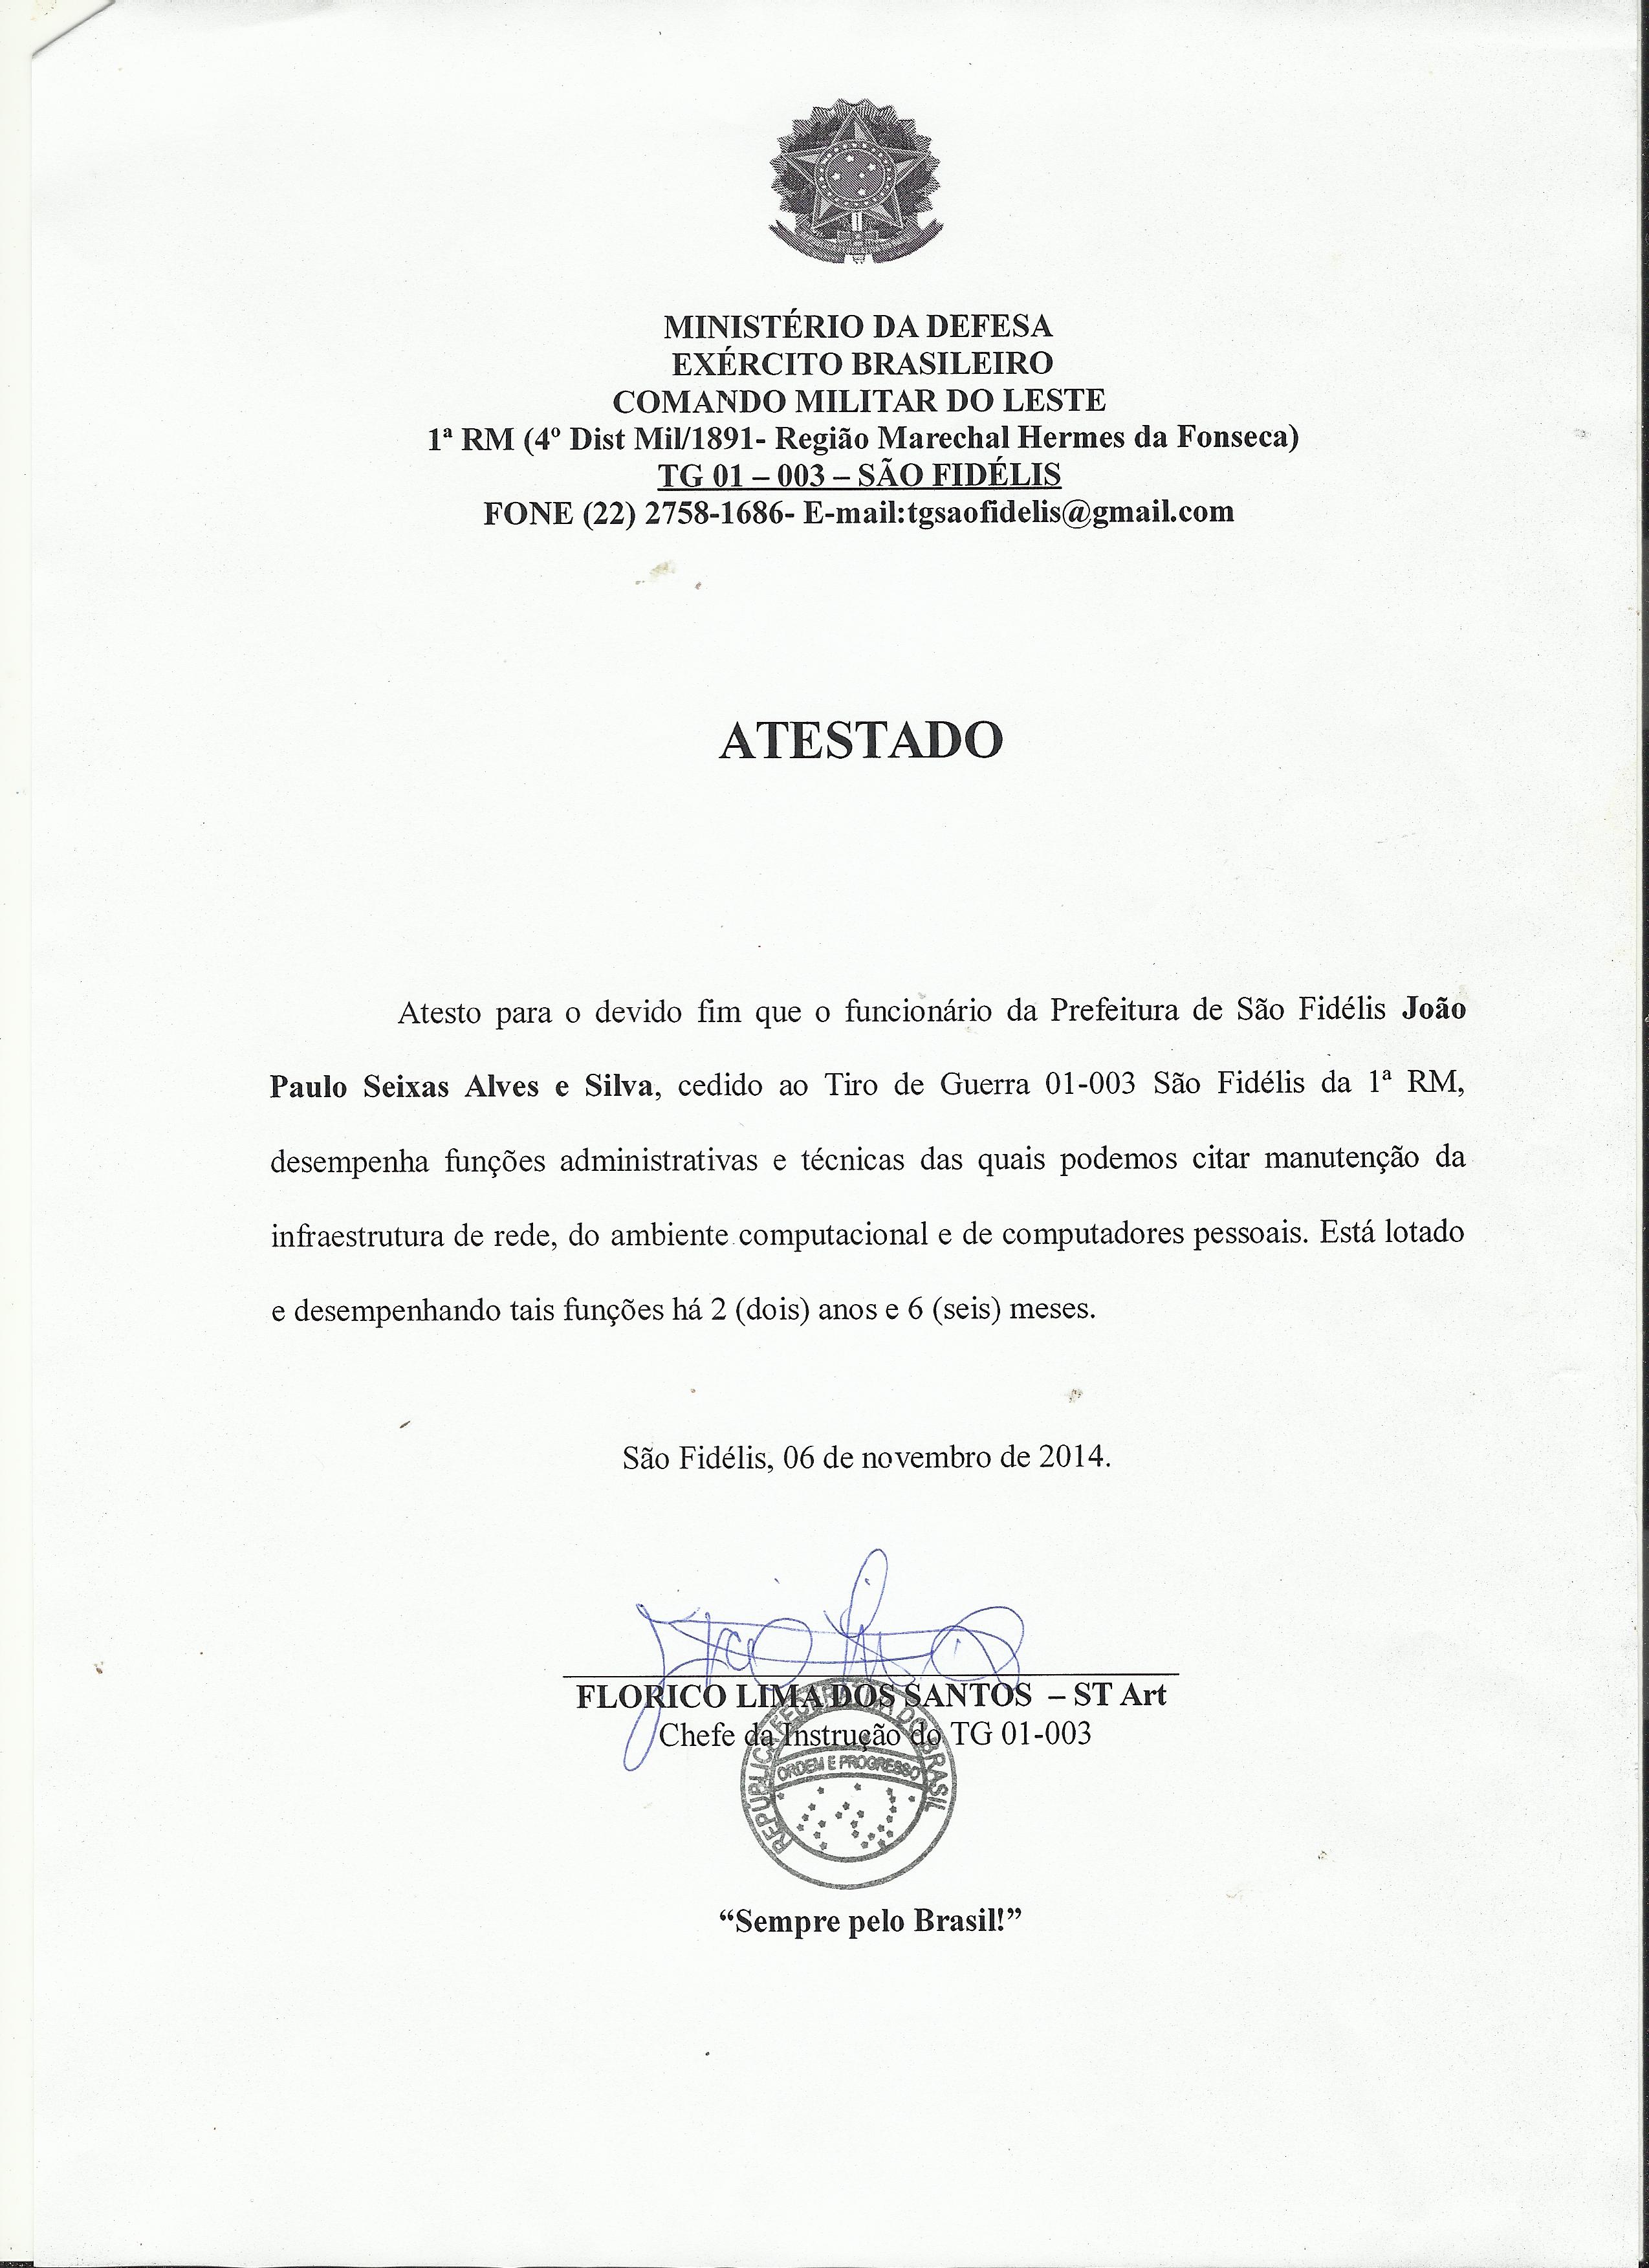 MINISTÉRIO DA DEFESA
EXÉRCITO BRASILEIRO
COMANDO MILITAR DO LESTE
1ª RM (4º Dist Mil/1891- Região Marechal Hermes da Fonseca)
TG 01 – 003 – SÃO FIDÉLIS
FONE (22) 2758-1686- E-mail:tgsaofidelis@gmail.com
ATESTADO
Atesto para o devido fim que o funcionário da Prefeitura de São Fidélis João
Paulo Seixas Alves e Silva, cedido ao Tiro de Guerra 01-003 São Fidélis da 1ª RM,
desempenha funções administrativas e técnicas das quais podemos citar manutenção da
infraestrutura de rede, do ambiente computacional e de computadores pessoais. Está lotado
e desempenhando tais funções há 2 (dois) anos e 6 (seis) meses.
São Fidélis, 06 de novembro de 2014.
FLORICO LIMA DOS SANTOS – ST Art
Chefe da Instrução do TG 01-003
REPÚBLICA FEDERATIVA DO BRASIL
ORDEM E PROGRESSO
“Sempre pelo Brasil!”